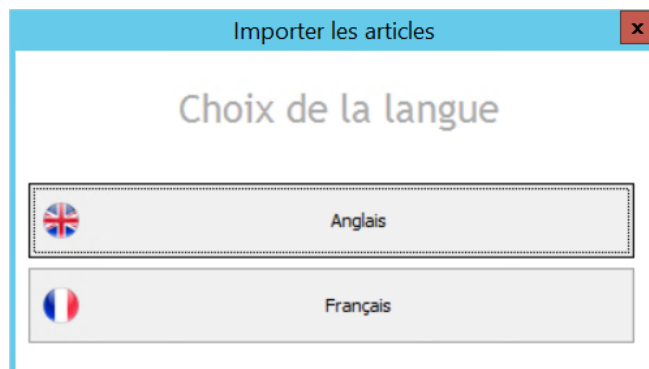 Importer les articles
x
Choix de la langue
Anglais
Français